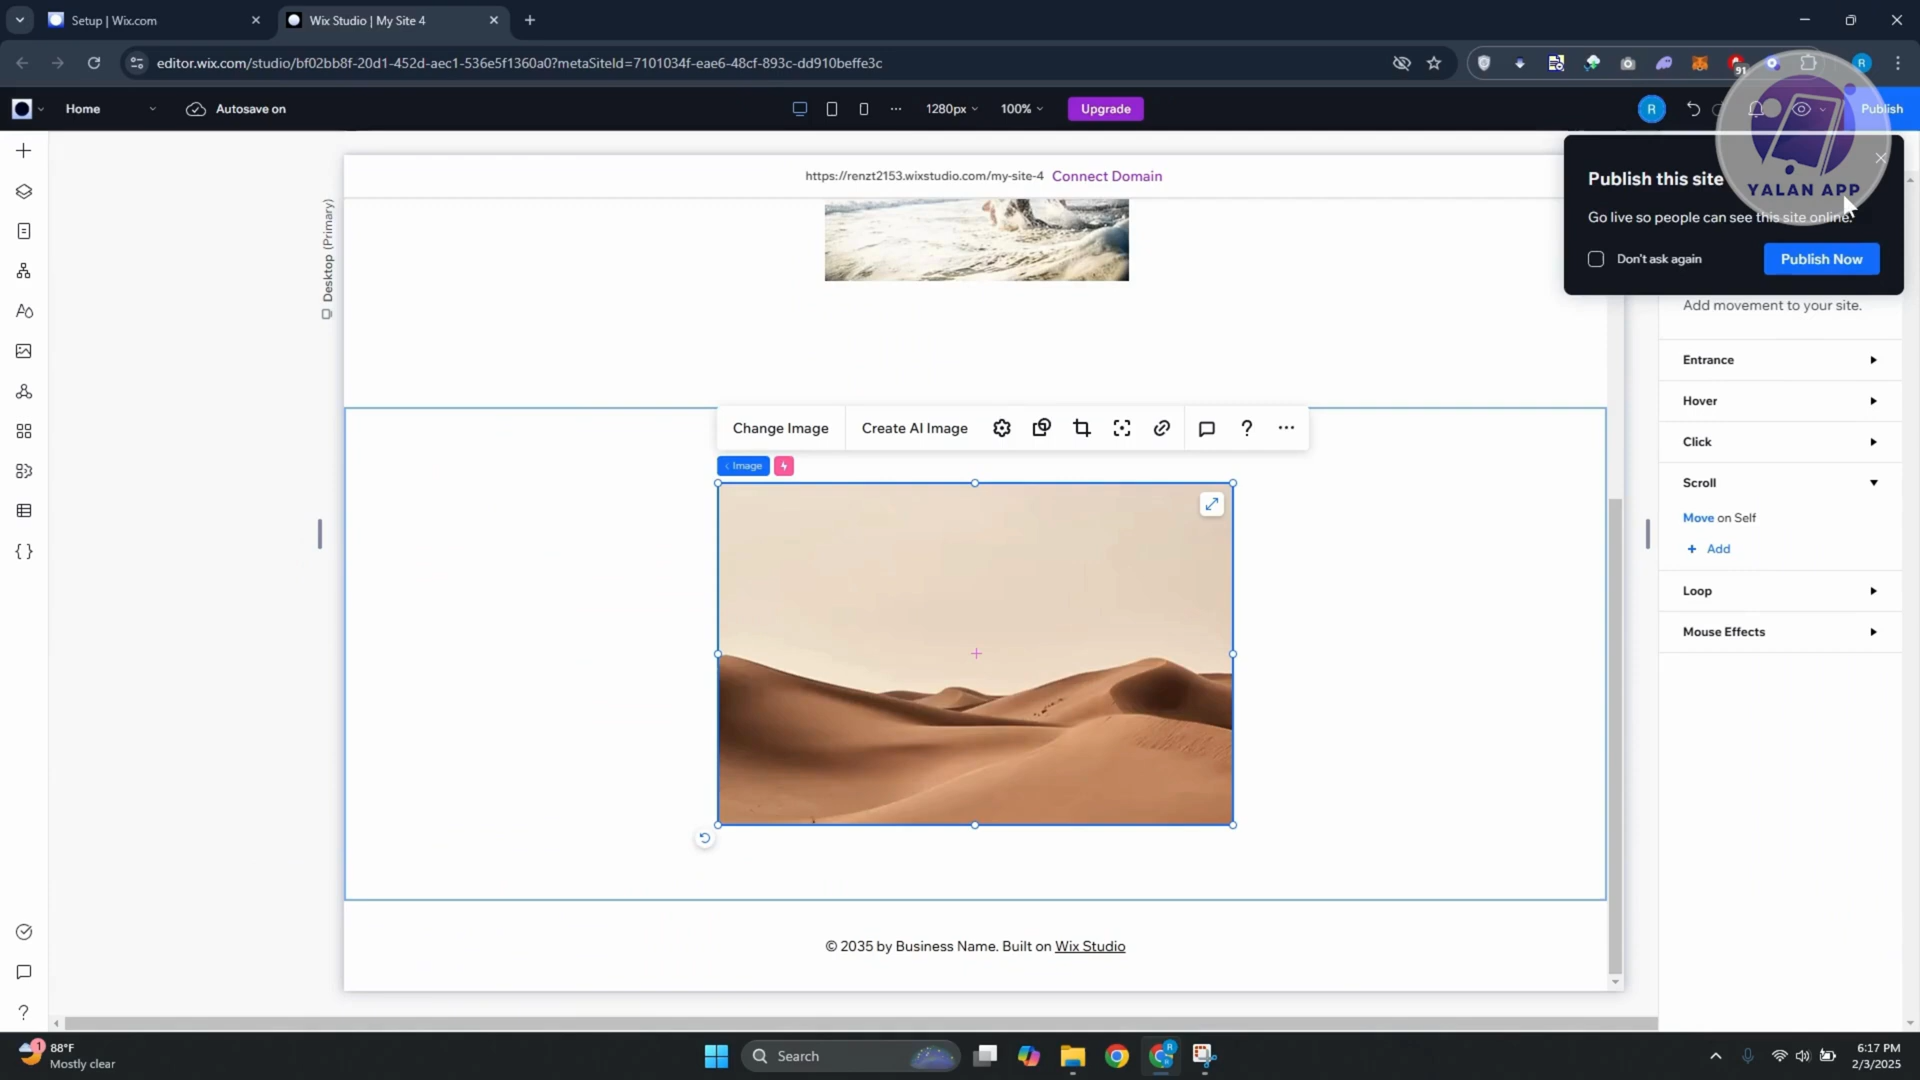 Setup | Wix.com
Wix Studio | My Site 4
editor.wix.com/studio/bf02bb8f-20d1-452d-aec1-536e5f1360a0?metaSiteId=7101034f-eae6-48cf-893c-dd910beffe3c
91
R
Home
Autosave on
1280px
100%
Upgrade
R
Publish
YALAN APP
Publish this site
Go live so people can see this site online.
Don't ask again
Publish Now
https://renzt2153.wixstudio.com/my-site-4 Connect Domain
Desktop (Primary)
Add movement to your site.
Entrance
Hover
Click
Scroll
Move on Self
+ Add
Loop
Mouse Effects
Change Image
Create AI Image
< Image
© 2035 by Business Name. Built on Wix Studio
1
88°F
Mostly clear
Search
R
6:17 PM
2/3/2025